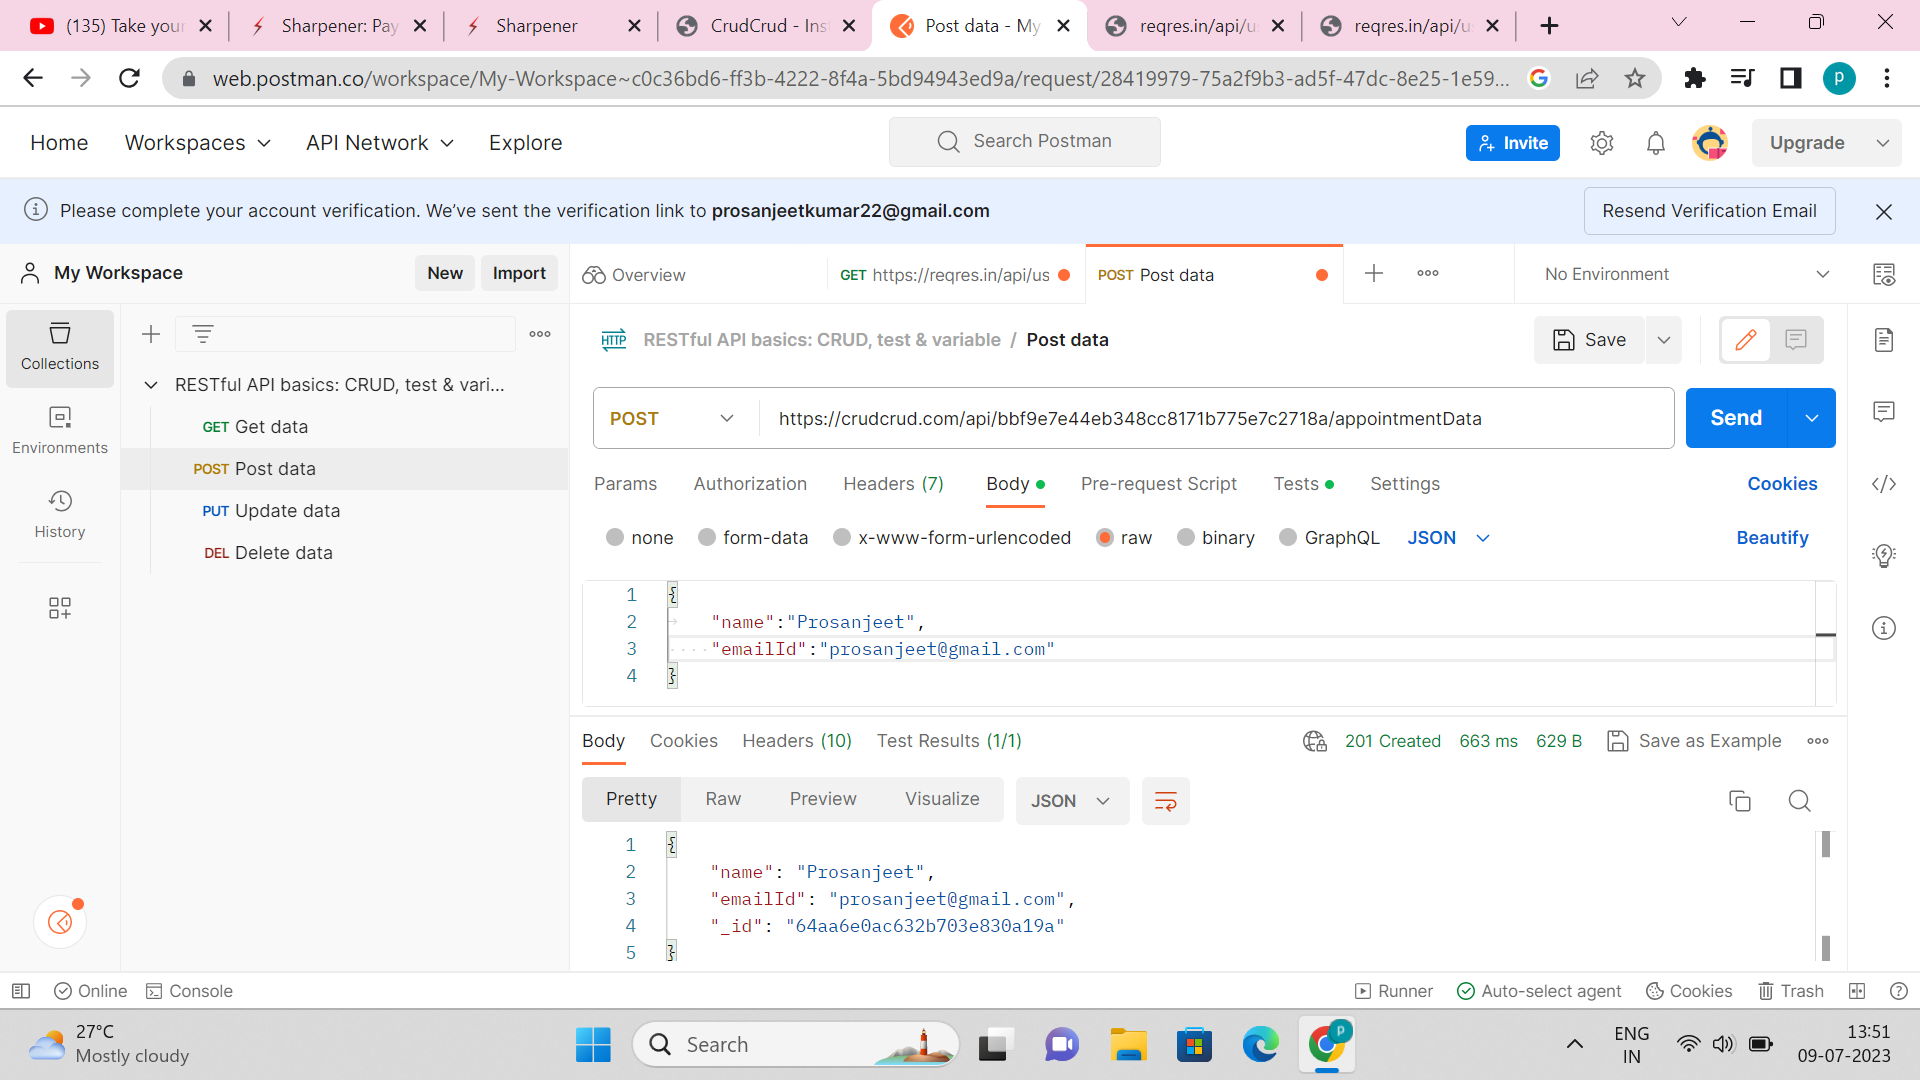 (135) Take your
Sharpener: Pay
Sharpener
CrudCrud - Inst
Post data - My
reqres.in/api/u
reqres.in/api/u
web.postman.co/workspace/My-Workspace~c0c36bd6-ff3b-4222-8f4a-5bd94943ed9a/request/28419979-75a2f9b3-ad5f-47dc-8e25-1e59...
P
Home Workspaces API Network Explore
Search Postman
Invite
Upgrade
Please complete your account verification. We've sent the verification link to prosanjeetkumar22@gmail.com
Resend Verification Email
My Workspace
New Import
Overview
GET https://reqres.in/api/us
POST Post data
No Environment
Collections
Environments
History
RESTful API basics: CRUD, test & vari...
GET Get data
POST Post data
PUT Update data
DEL Delete data
HTTP RESTful API basics: CRUD, test & variable / Post data
Save
POST https://crudcrud.com/api/bbf9e7e44eb348cc8171b775e7c2718a/appointmentData
Send
Params Authorization Headers (7) Body Pre-request Script Tests Settings Cookies
none form-data x-www-form-urlencoded raw binary GraphQL JSON Beautify
1 {
2 "name":"Prosanjeet",
3 "emailId":"prosanjeet@gmail.com"
4 }
Body Cookies Headers (10) Test Results (1/1) 201 Created 663 ms 629 B Save as Example
Pretty Raw Preview Visualize JSON
1 {
2 "name": "Prosanjeet",
3 "emailId": "prosanjeet@gmail.com",
4 "_id": "64aa6e0ac632b703e830a19a"
5 }
Online Console Runner Auto-select agent Cookies Trash
27°C
Mostly cloudy
Search
P
ENG
IN
13:51
09-07-2023